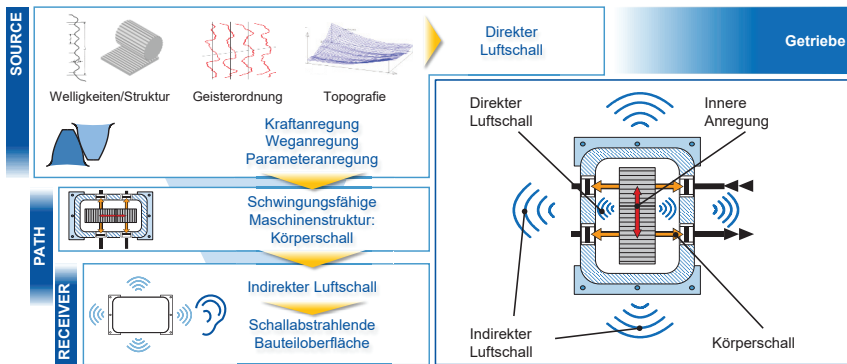 SOURCE
Welligkeiten/Struktur
Geisterordnung
Topografie
Direkter
Luftschall
Kraftanregung
Weganregung
Parameteranregung
PATH
Schwingungsfähige
Maschinenstruktur:
Körperschall
RECEIVER
Indirekter Luftschall
Schallabstrahlende
Bauteiloberfläche
Getriebe
Direkter
Luftschall
Innere
Anregung
Indirekter
Luftschall
Körperschall